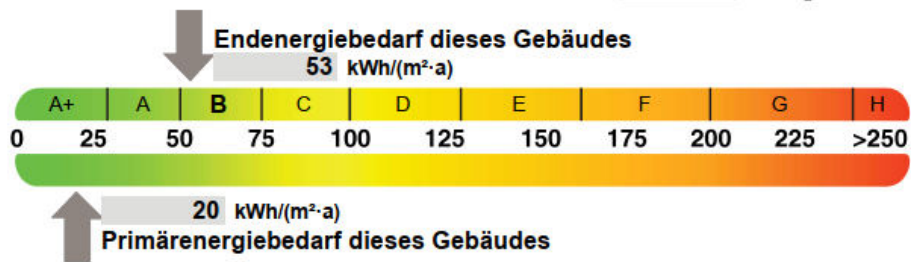 Endenergiebedarf dieses Gebäudes
53 kWh/(m²·a)
A+ A B C D E F G H
0 25 50 75 100 125 150 175 200 225 >250
20 kWh/(m²·a)
Primärenergiebedarf dieses Gebäudes